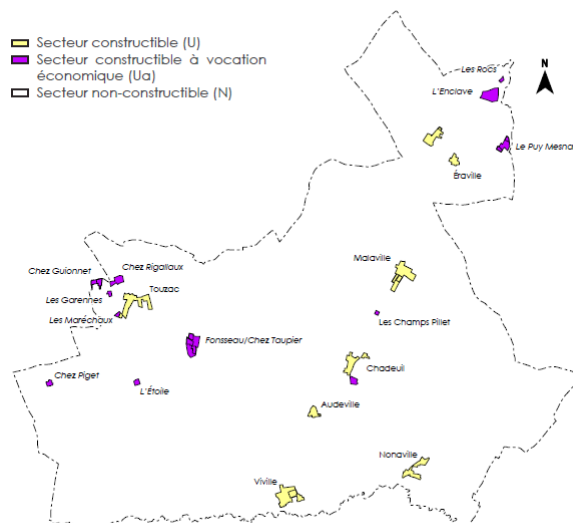 Secteur constructible (U)
Secteur constructible à vocation
économique (Ua)
Secteur non-constructible (N)
N
Les Rocs
L'Enclave
Le Puy Mesna
Éraville
Malaville
Chez Guionnet
Chez Rigallaux
Touzac
Les Garennes
Les Maréchaux
Les Champs Pillet
Fonsseau/Chez Taupier
Chadeuil
Chez Piget
L'Étoile
Audeville
Nonaville
Viville